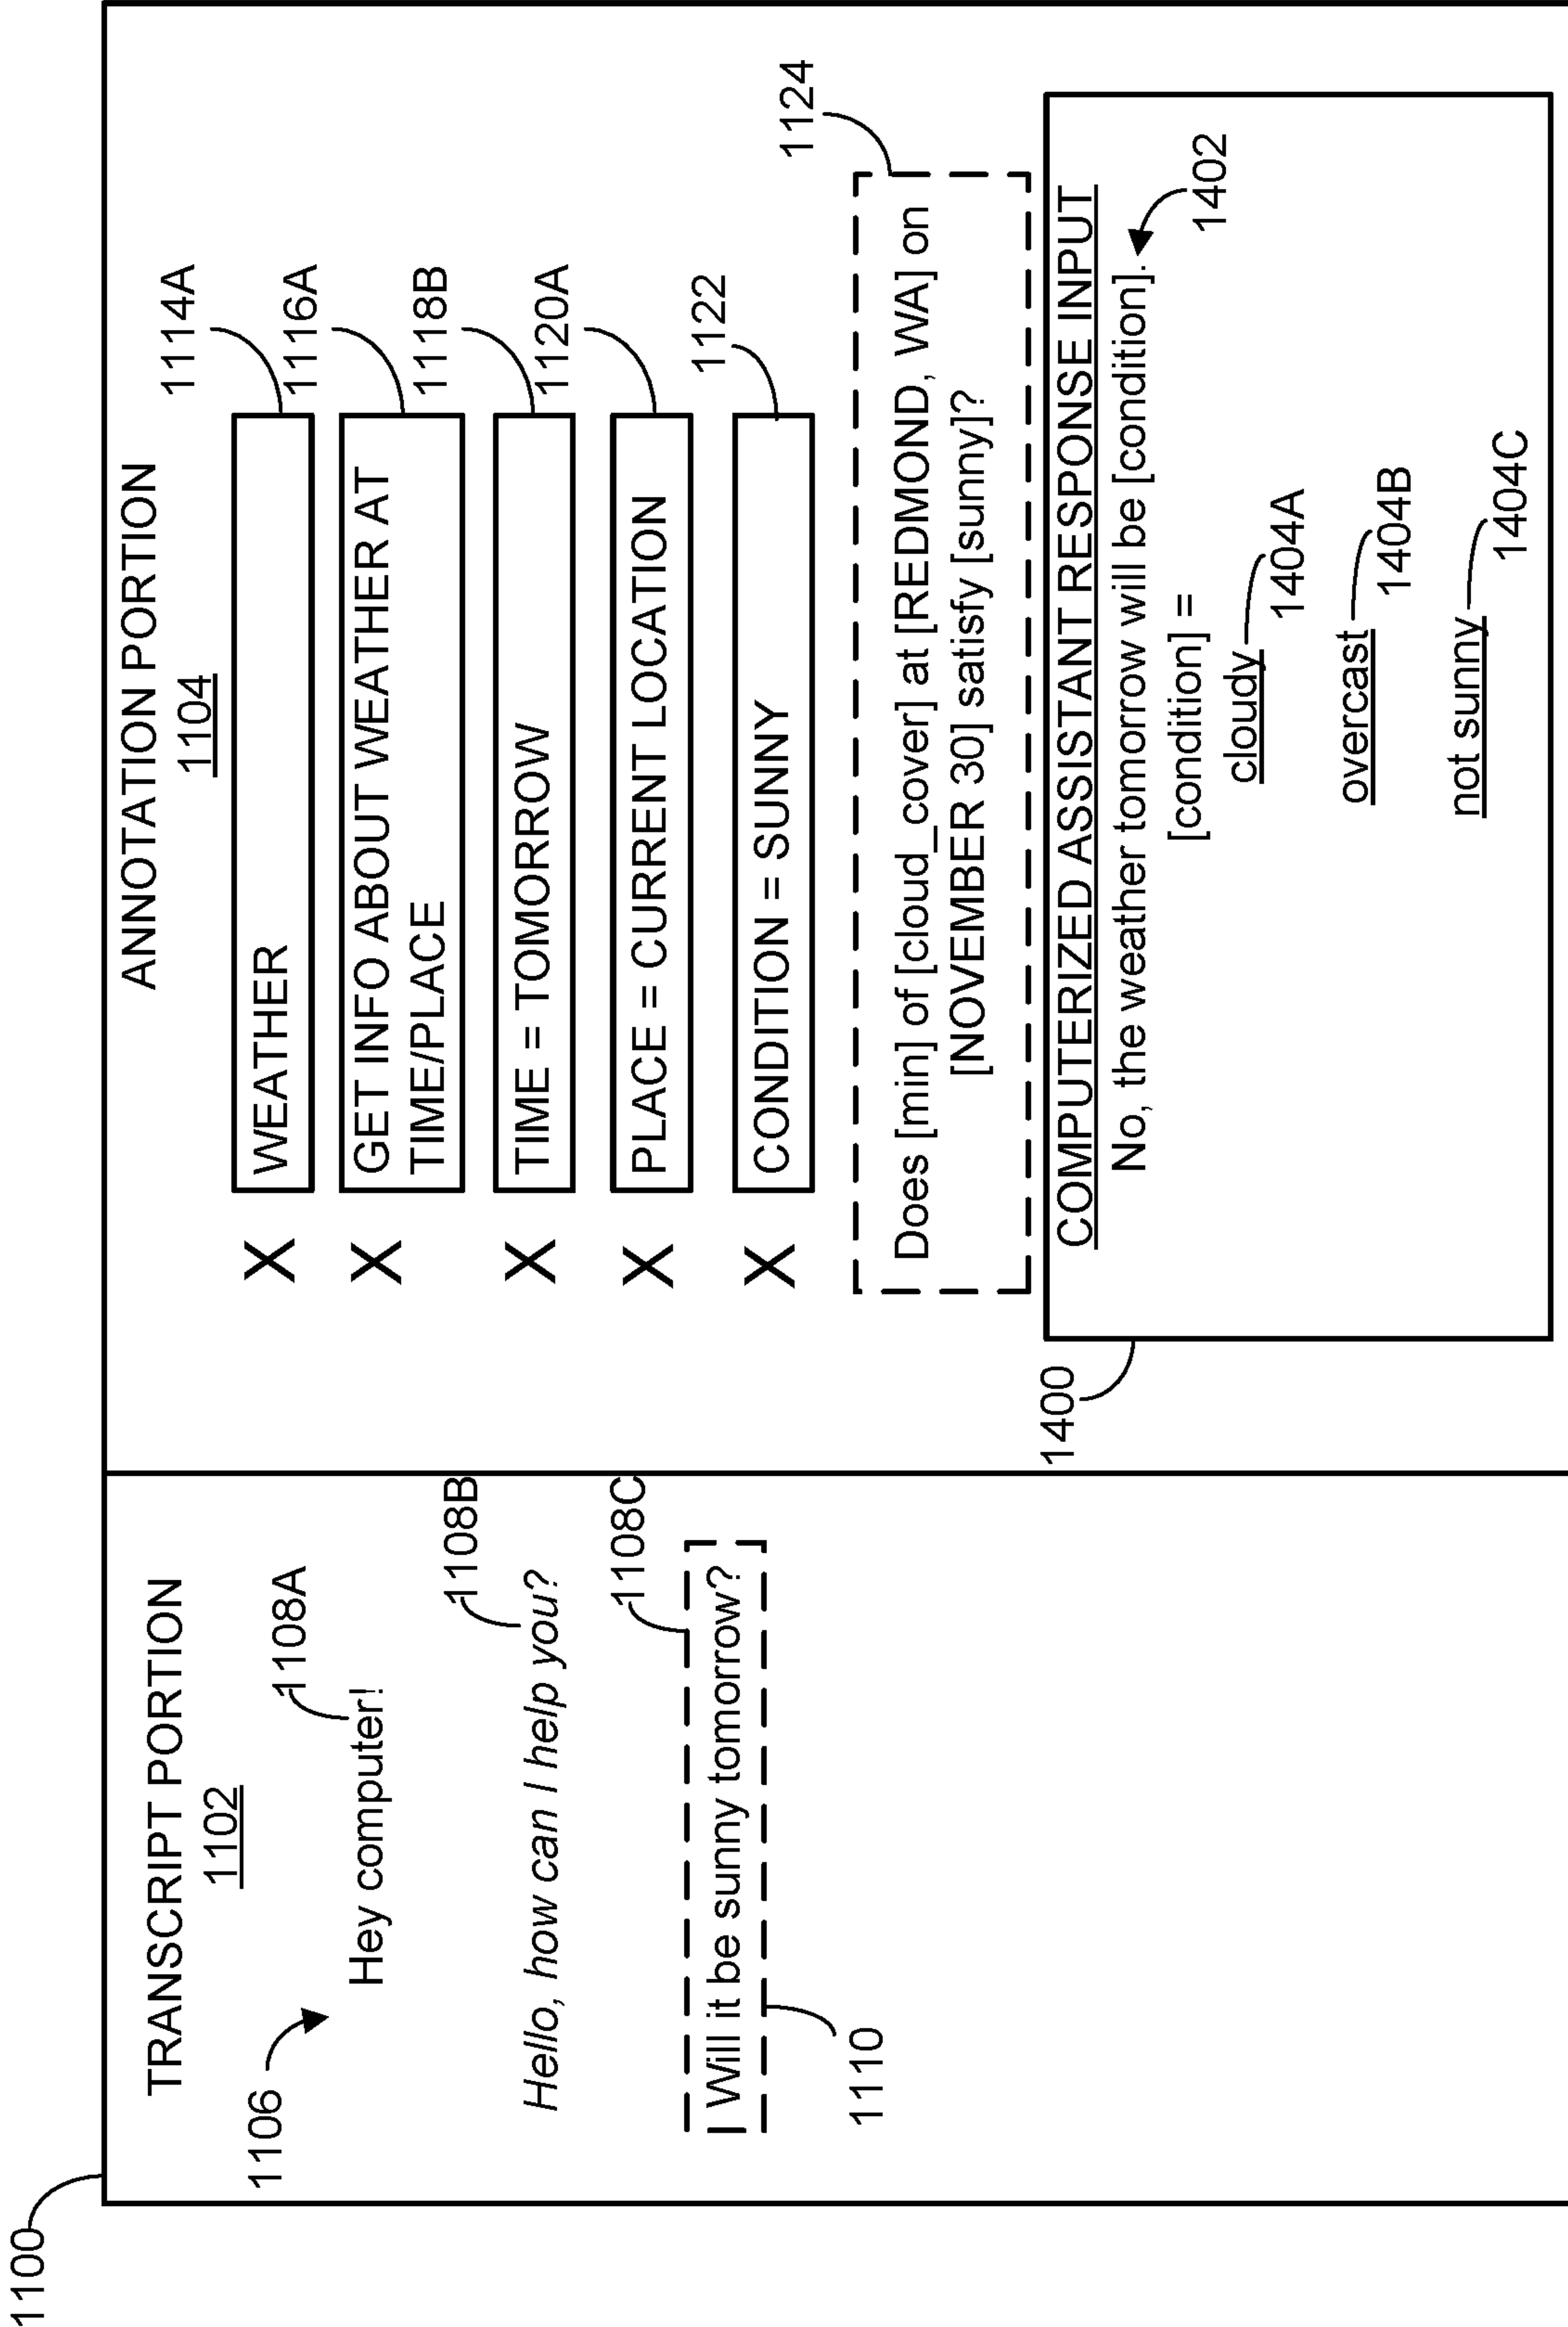 1100
TRANSCRIPT PORTION
1102
1106
Hey computer!
1108A
Hello, how can I help you?
1108B
Will it be sunny tomorrow?
1108C
1110
ANNOTATION PORTION
1104
X
WEATHER
1114A
X
GET INFO ABOUT WEATHER AT
TIME/PLACE
1116A
X
TIME = TOMORROW
1118B
X
PLACE = CURRENT LOCATION
1120A
X
CONDITION = SUNNY
1122
Does [min] of [cloud_cover] at [REDMOND, WA] on
[NOVEMBER 30] satisfy [sunny]?
1124
1400
COMPUTERIZED ASSISTANT RESPONSE INPUT
No, the weather tomorrow will be [condition].
1402
[condition] =
cloudy
1404A
overcast
1404B
not sunny
1404C